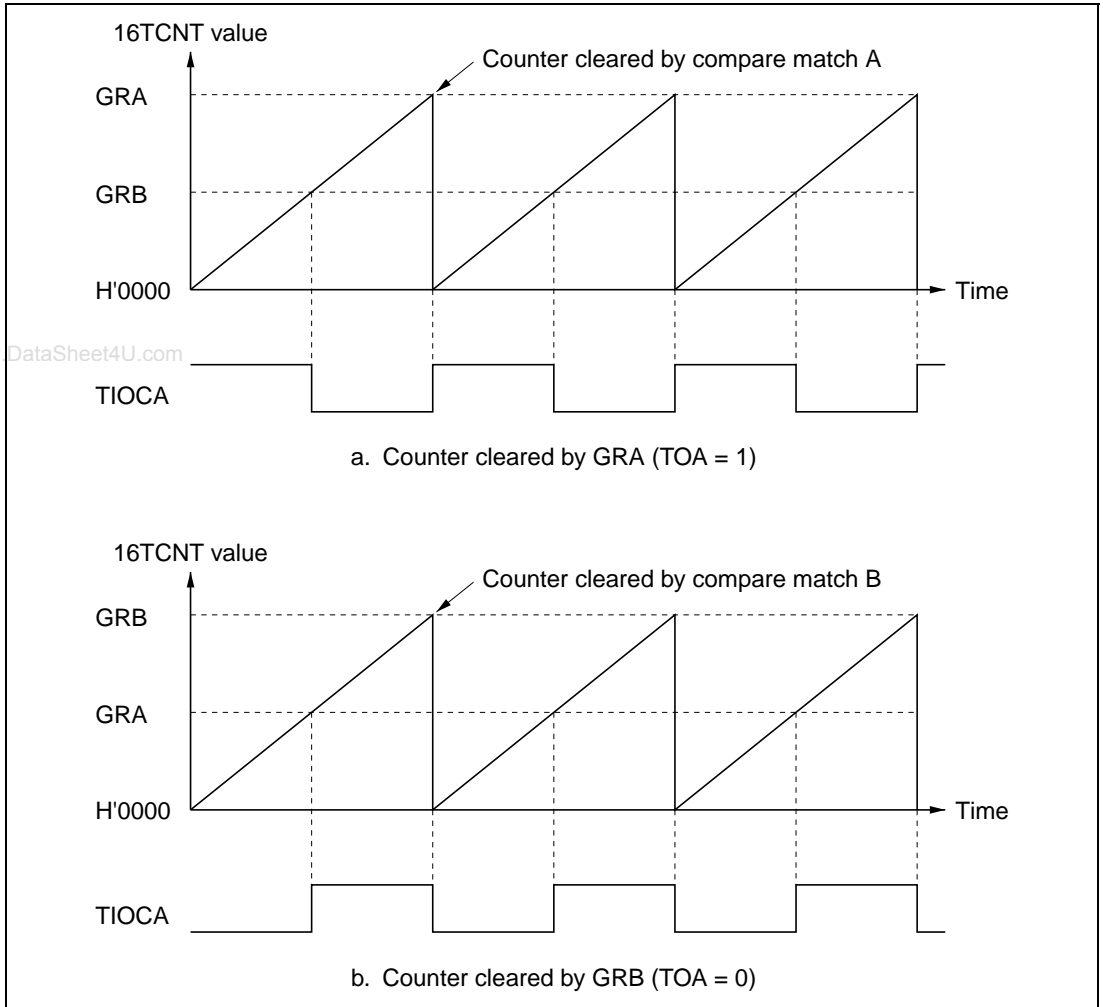 16TCNT value
Counter cleared by compare match A
GRA
GRB
H'0000
Time
DataSheet4U.com
TIOCA
a. Counter cleared by GRA (TOA = 1)
16TCNT value
Counter cleared by compare match B
GRB
GRA
H'0000
Time
TIOCA
b. Counter cleared by GRB (TOA = 0)